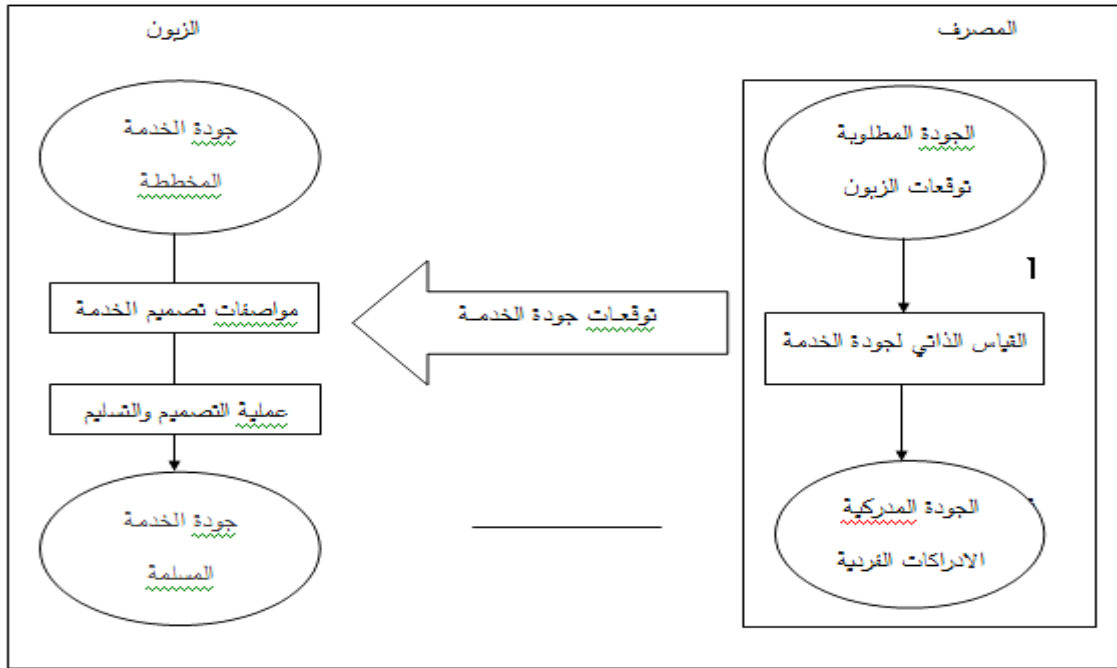 المصرف
الزبون
الجودة المطلوبة
توقعات الزبون
1
القياس الذاتي لجودة الخدمة
الجودة المدركية
الادراكات الفردية
توقعات جودة الخدمة
جودة الخدمة
المخططة
مواصفات تصميم الخدمة
عملية التصميم والتسليم
جودة الخدمة
المسلمة